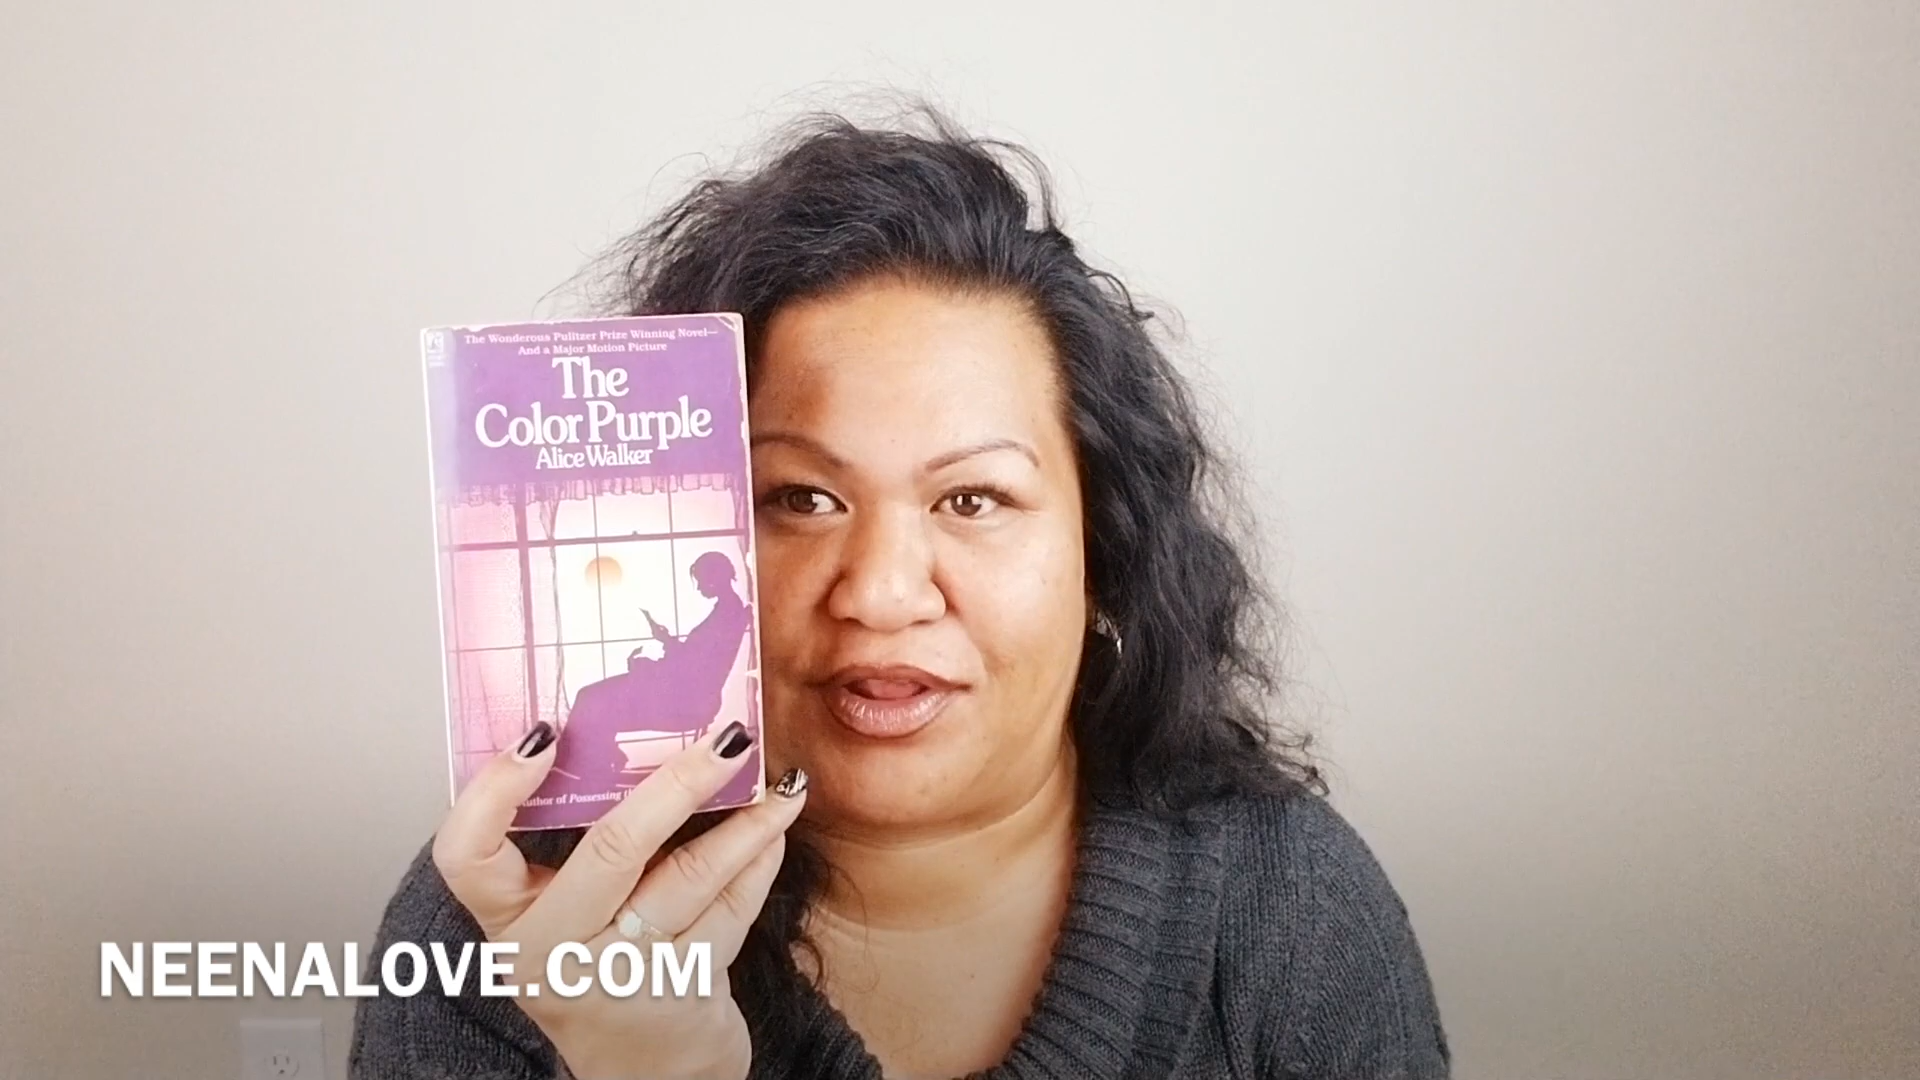 The Wonderous Pulitzer Prize Winning Novel—
And a Major Motion Picture
The
Color Purple
Alice Walker
Author of Possessing
NEENALOVE.COM